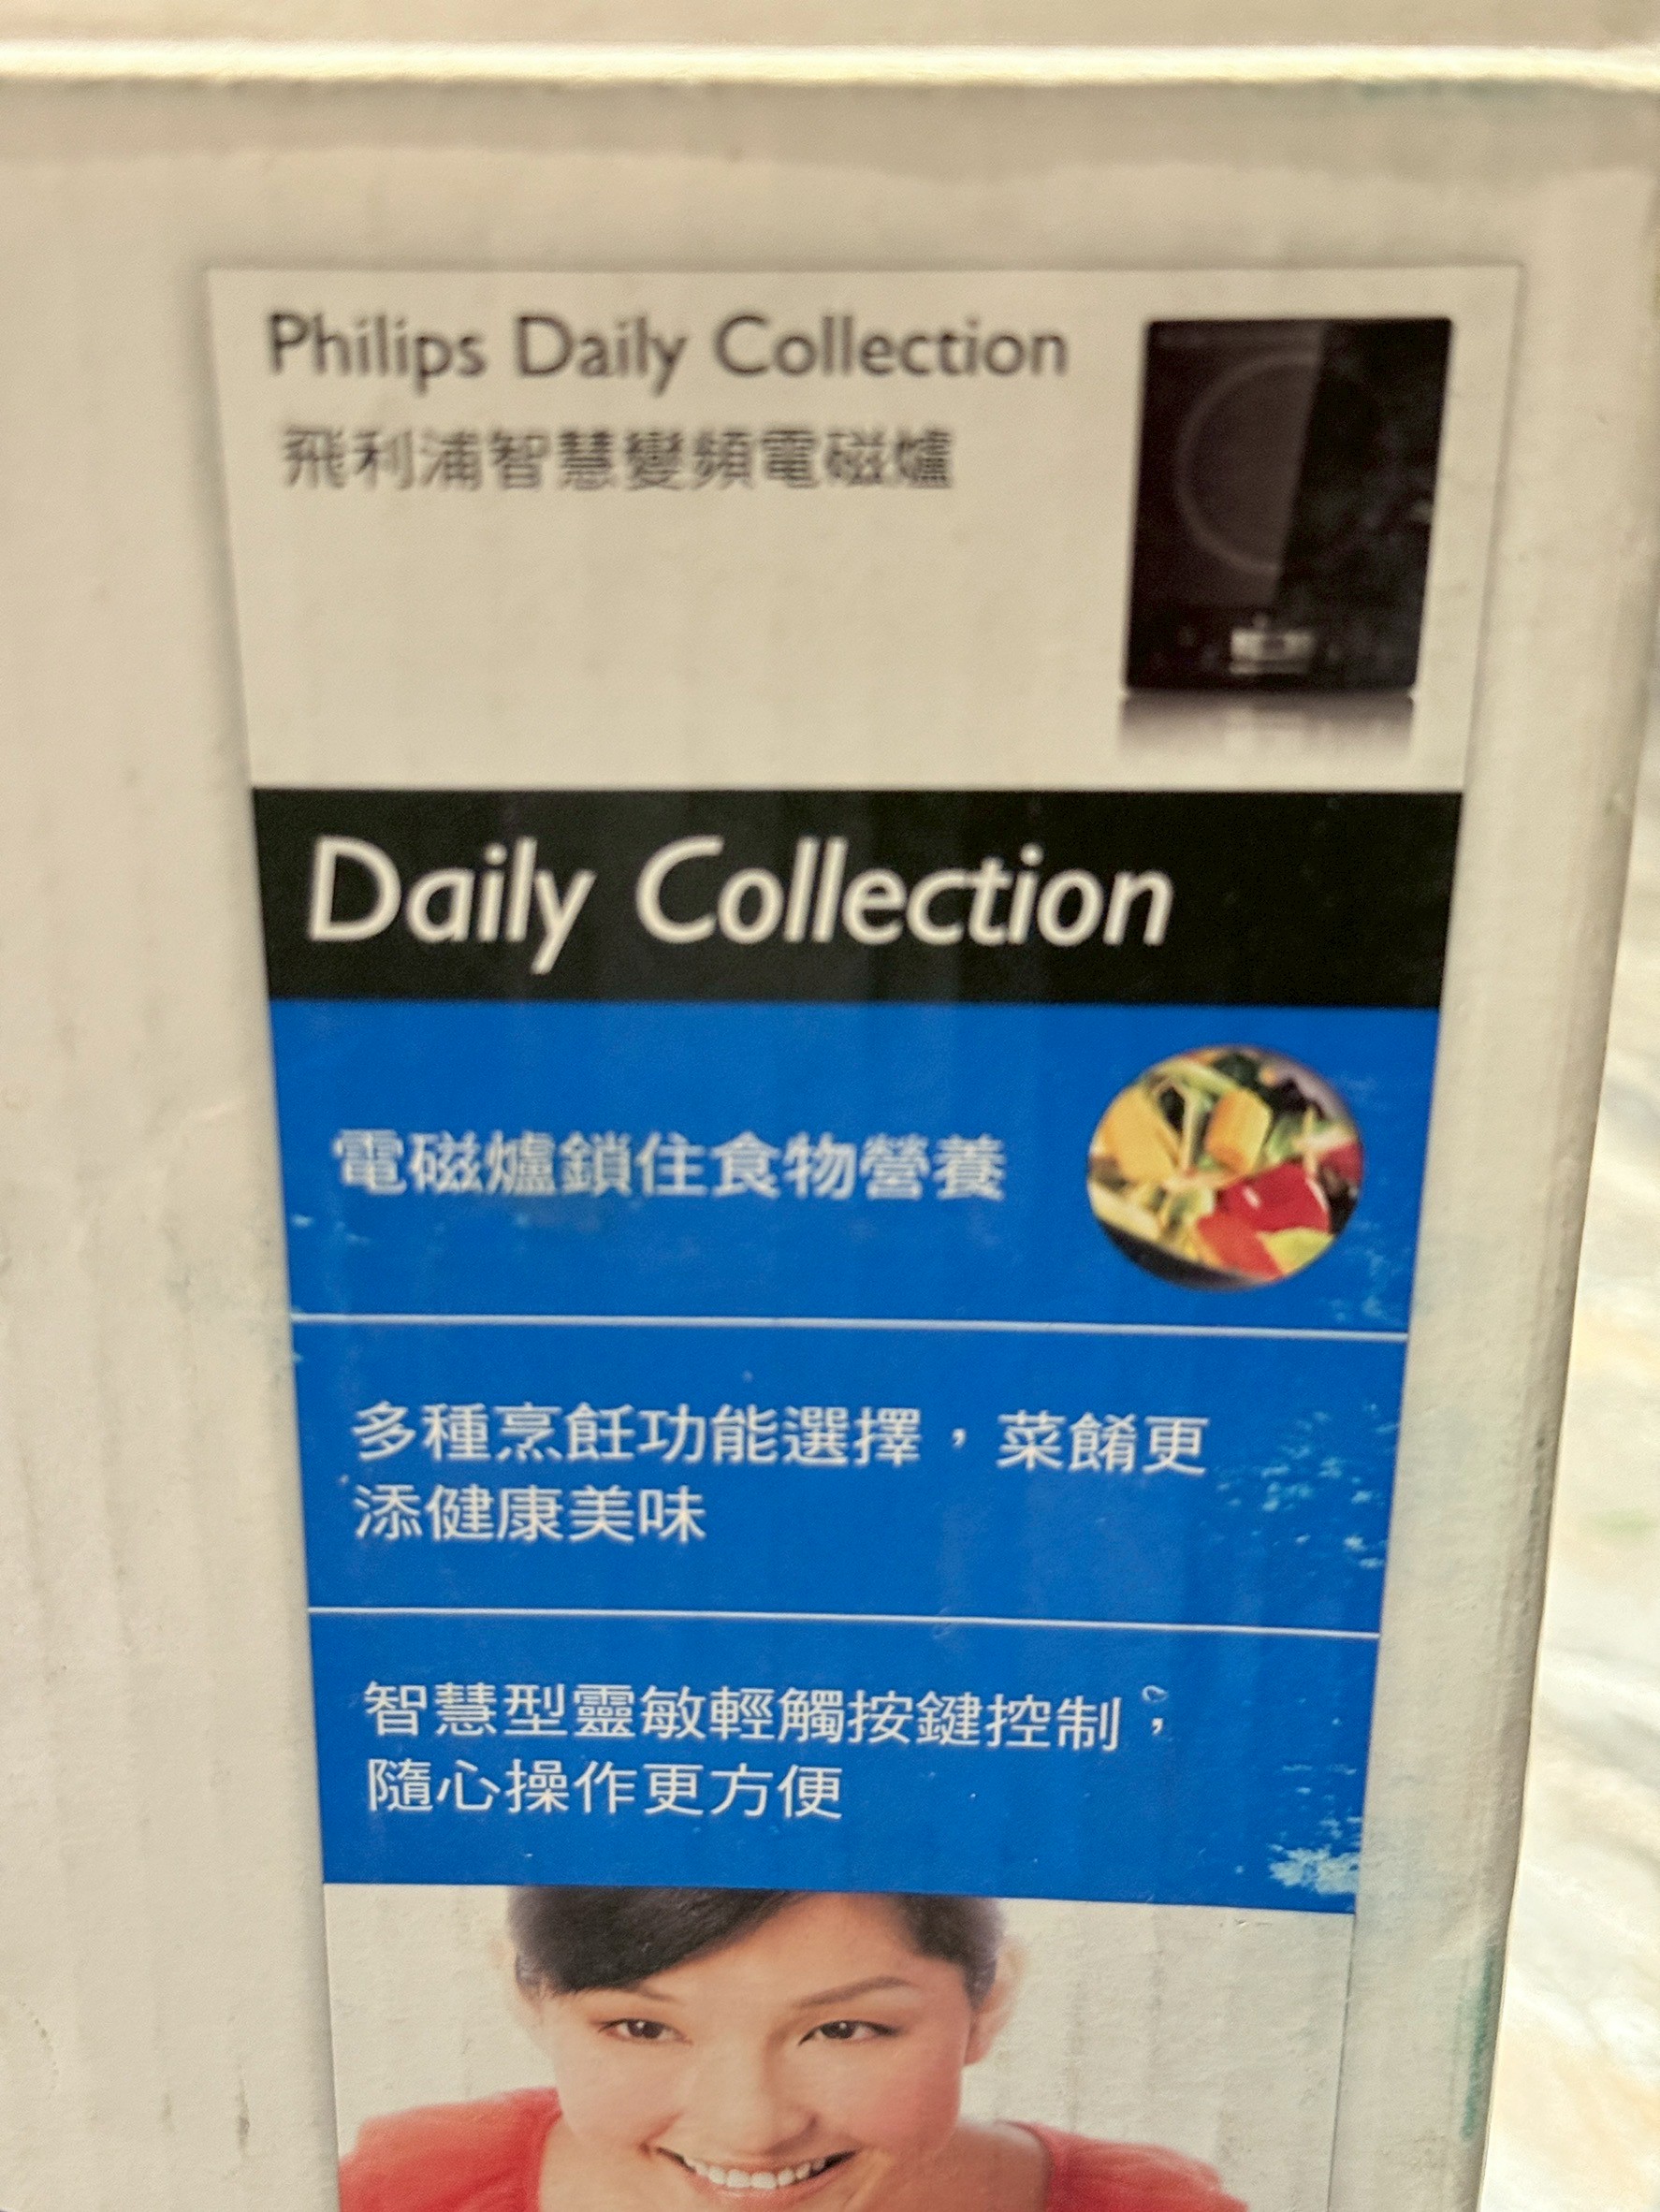 Philips Daily Collection
飛利浦智慧變頻電磁爐
Daily Collection
電磁爐鎖住食物營養
多種烹飪功能選擇，菜餚更
添健康美味
智慧型靈敏輕觸按鍵控制，
隨心操作更方便